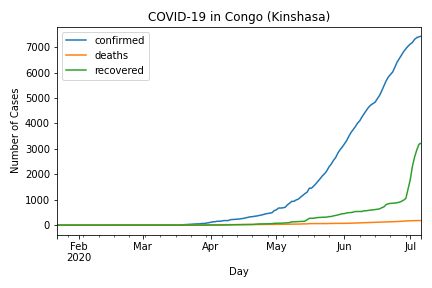 COVID-19 in Congo (Kinshasa)
confirmed
deaths
recovered
Number of Cases
7000
6000
5000
4000
3000
2000
1000
0
Feb
2020
Mar
Apr
May
Jun
Jul
Day